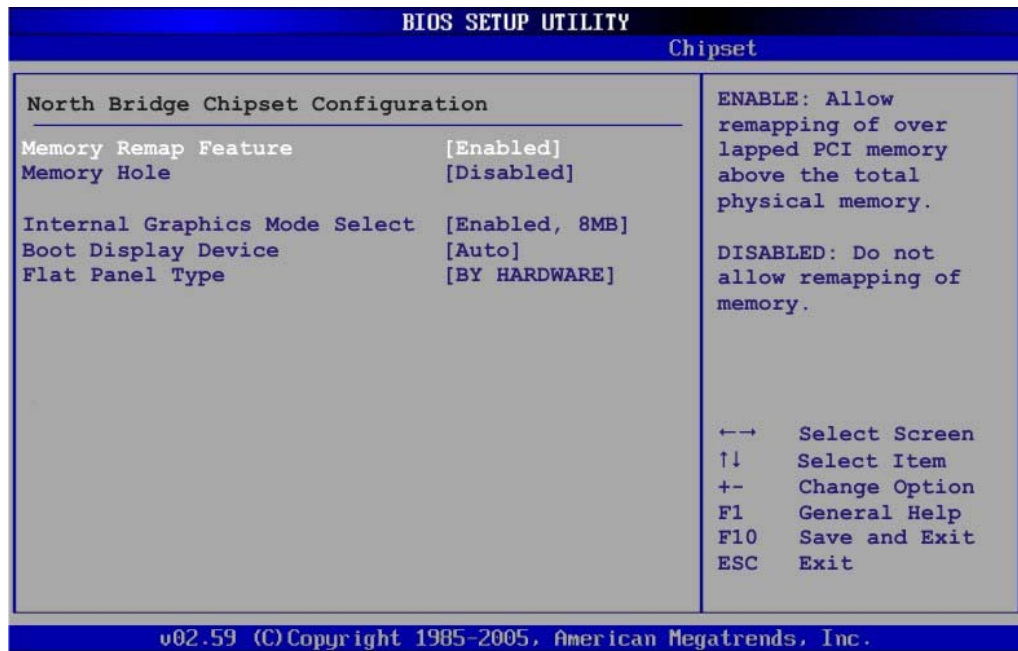 BIOS SETUP UTILITY
Chipset
North Bridge Chipset Configuration
Memory Remap Feature [Enabled]
Memory Hole [Disabled]
Internal Graphics Mode Select [Enabled, 8MB]
Boot Display Device [Auto]
Flat Panel Type [BY HARDWARE]
ENABLE: Allow
remapping of over
lapped PCI memory
above the total
physical memory.
DISABLED: Do not
allow remapping of
memory.
←→ Select Screen
↑↓ Select Item
+- Change Option
F1 General Help
F10 Save and Exit
ESC Exit
v02.59 (C)Copyright 1985-2005, American Megatrends, Inc.